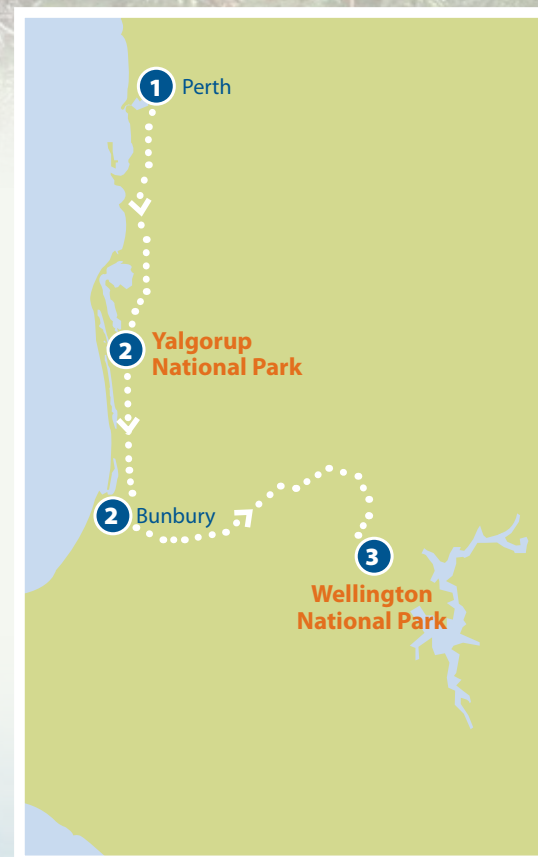 1 Perth
2 Yalgorup
National Park
2 Bunbury
3
Wellington
National Park